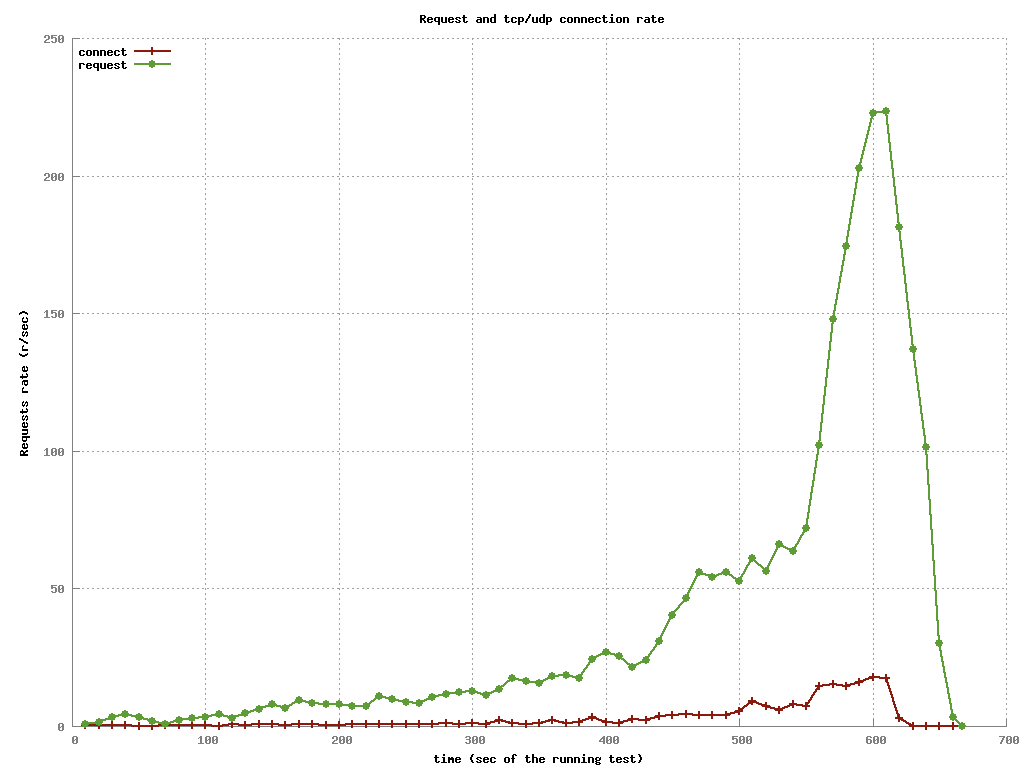 Request and tcp/udp connection rate
250
connect
request
200
150
Requests rate (r/sec)
100
50
0
0 100 200 300 400 500 600 700
time (sec of the running test)